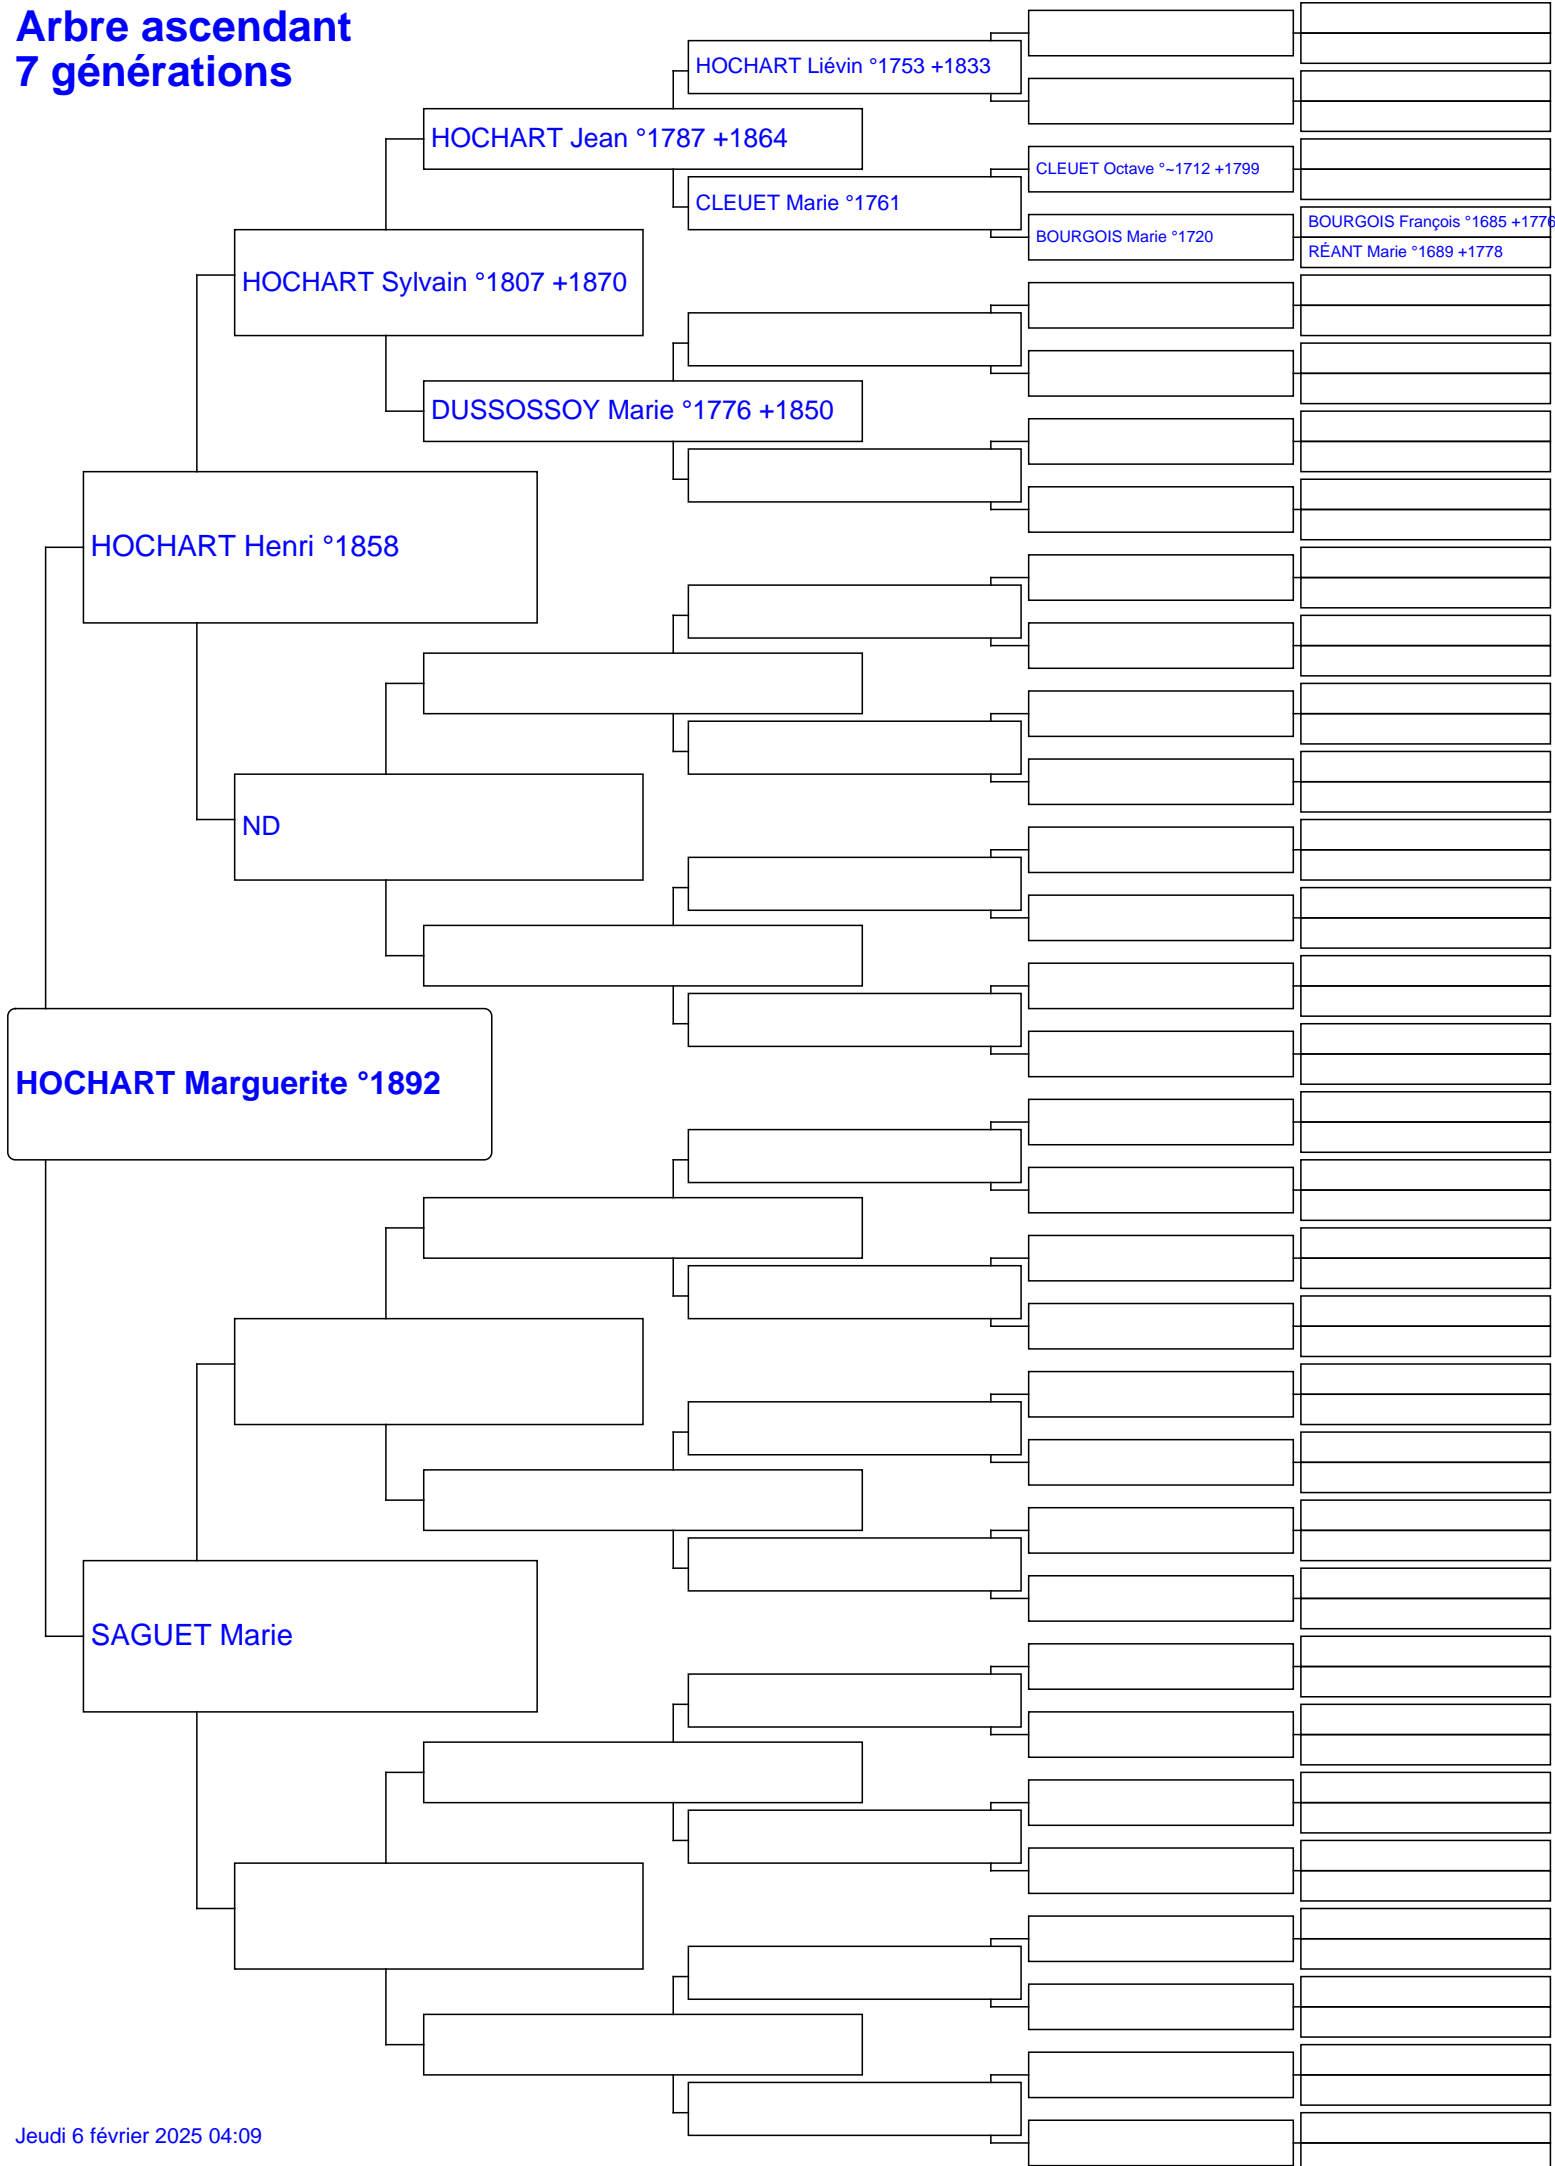 Arbre ascendant
7 générations
HOCHART Liévin °1753 +1833
HOCHART Jean °1787 +1864
CLEUET Octave °~1712 +1799
CLEUET Marie °1761
BOURGOIS François °1685 +1776
BOURGOIS Marie °1720
RÉANT Marie °1689 +1778
HOCHART Sylvain °1807 +1870
DUSSOSSOY Marie °1776 +1850
HOCHART Henri °1858
ND
HOCHART Marguerite °1892
SAGUET Marie
Jeudi 6 février 2025 04:09